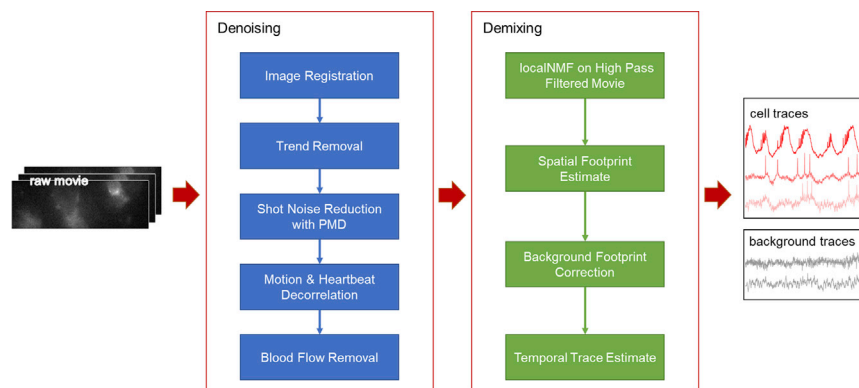 raw movie
Denoising
Image Registration
Trend Removal
Shot Noise Reduction
with PMD
Motion & Heartbeat
Decorrelation
Blood Flow Removal
Demixing
localNMF on High Pass
Filtered Movie
Spatial Footprint
Estimate
Background Footprint
Correction
Temporal Trace Estimate
cell traces
background traces